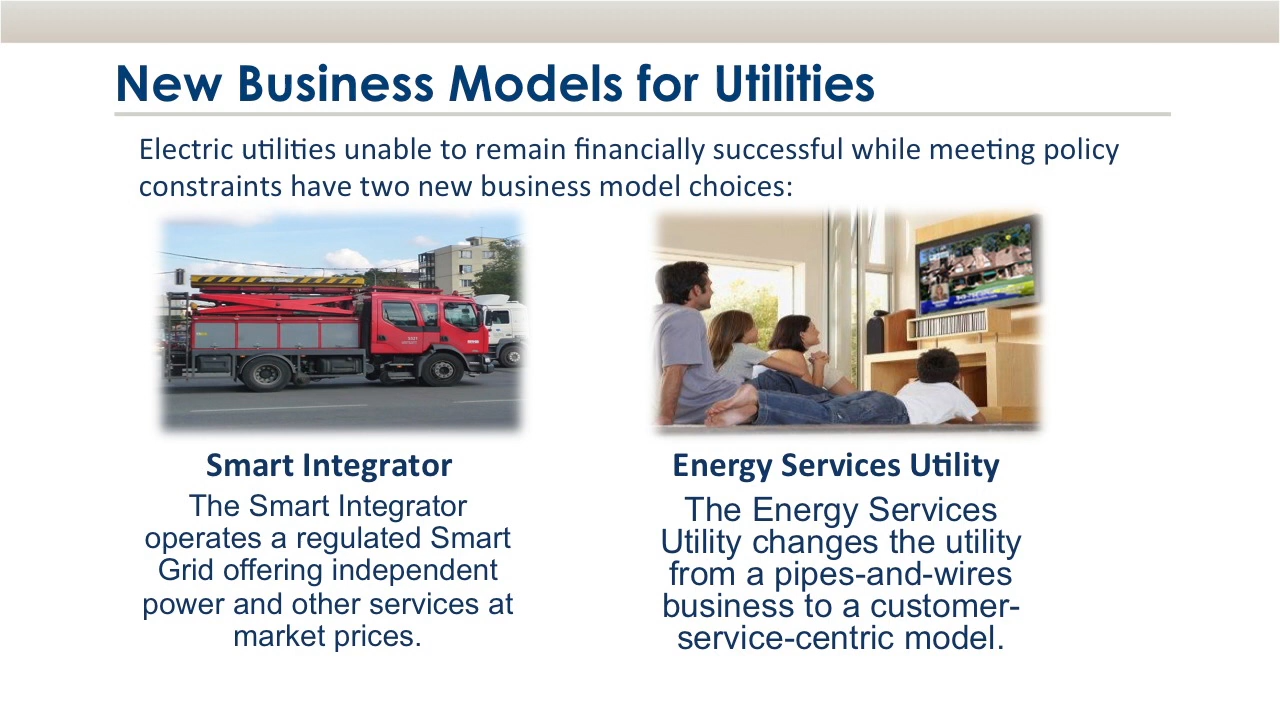 New Business Models for Utilities
Electric utilities unable to remain financially successful while meeting policy
constraints have two new business model choices:
Smart Integrator
The Smart Integrator
operates a regulated Smart
Grid offering independent
power and other services at
market prices.
Energy Services Utility
The Energy Services
Utility changes the utility
from a pipes-and-wires
business to a customer-
service-centric model.